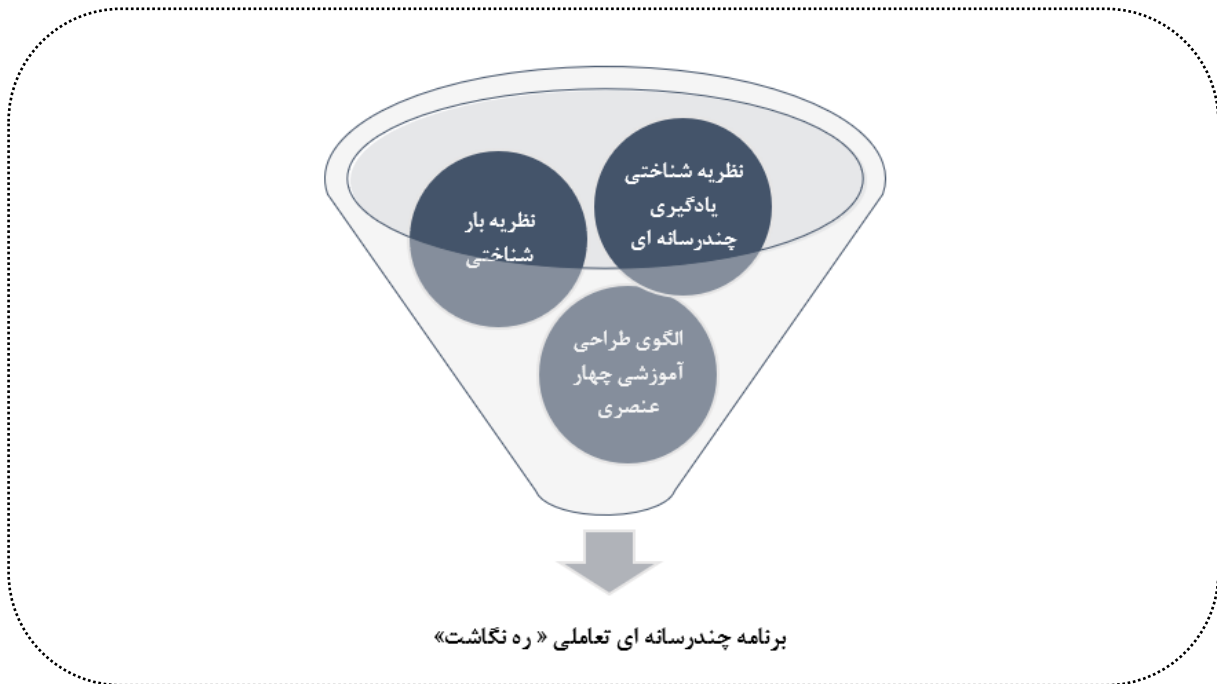 نظریه شناختی
یادگیری
چندرسانه ای
نظریه بار
شناختی
الگوی طراحی
آموزشی چهار
عنصری
برنامه چندرسانه ای تعاملی « ره نگاشت»